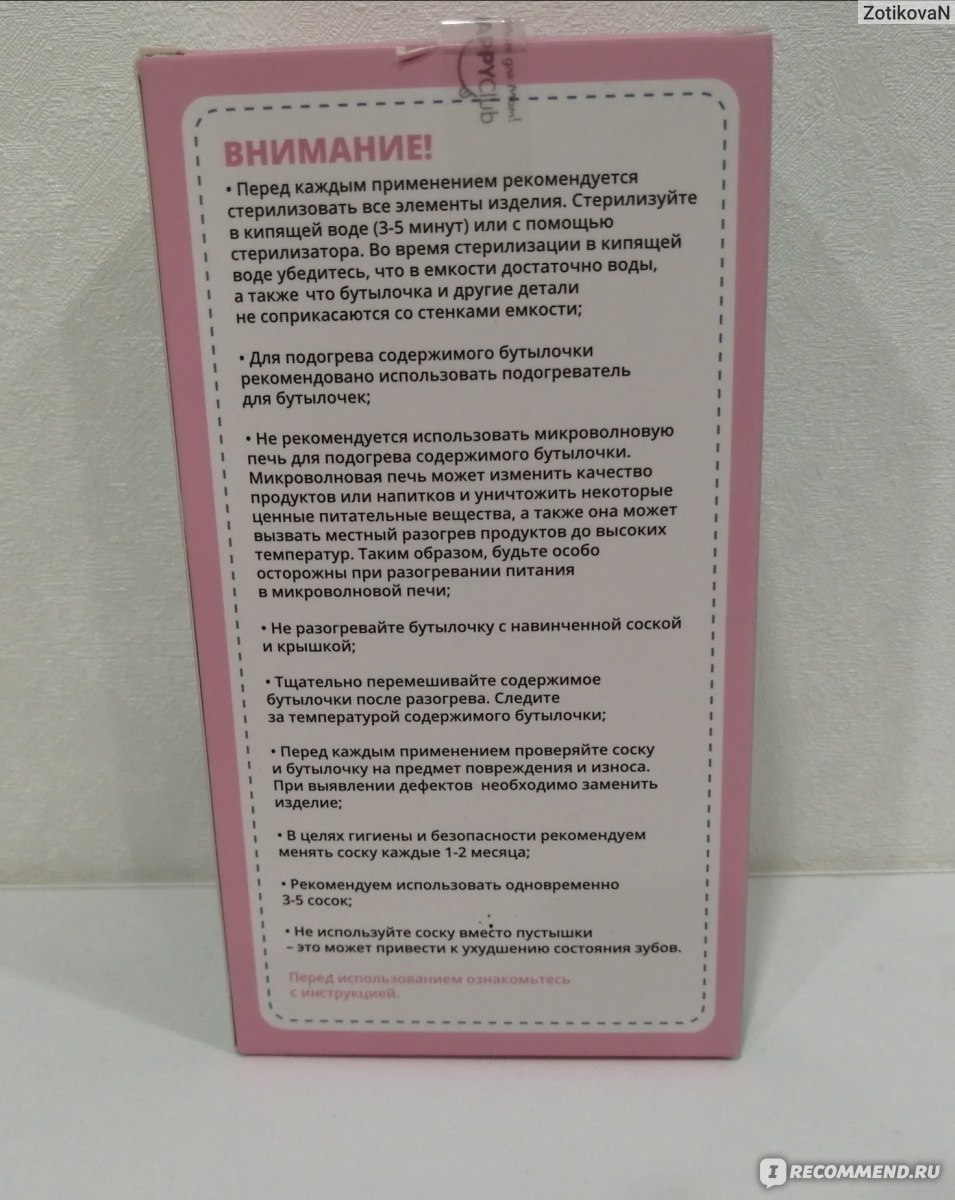 ZotikovaN
HAPPYClub
ВНИМАНИЕ!
• Перед каждым применением рекомендуется
стерилизовать все элементы изделия. Стерилизуйте
в кипящей воде (3-5 минут) или с помощью
стерилизатора. Во время стерилизации в кипящей
воде убедитесь, что в емкости достаточно воды,
а также что бутылочка и другие детали
не соприкасаются со стенками емкости;
• Для подогрева содержимого бутылочки
рекомендовано использовать подогреватель
для бутылочек;
• Не рекомендуется использовать микроволновую
печь для подогрева содержимого бутылочки.
Микроволновая печь может изменить качество
продуктов или напитков и уничтожить некоторые
ценные питательные вещества, а также она может
вызвать местный разогрев продуктов до высоких
температур. Таким образом, будьте особо
осторожны при разогревании питания
в микроволновой печи;
• Не разогревайте бутылочку с навинченной соской
и крышкой;
• Тщательно перемешивайте содержимое
бутылочки после разогрева. Следите
за температурой содержимого бутылочки;
• Перед каждым применением проверяйте соску
и бутылочку на предмет повреждения и износа.
При выявлении дефектов необходимо заменить
изделие;
• В целях гигиены и безопасности рекомендуем
менять соску каждые 1-2 месяца;
• Рекомендуем использовать одновременно
3-5 сосок;
• Не используйте соску вместо пустышки
– это может привести к ухудшению состояния зубов.
Перед использованием ознакомьтесь
с инструкцией.
IRECOMMEND.RU